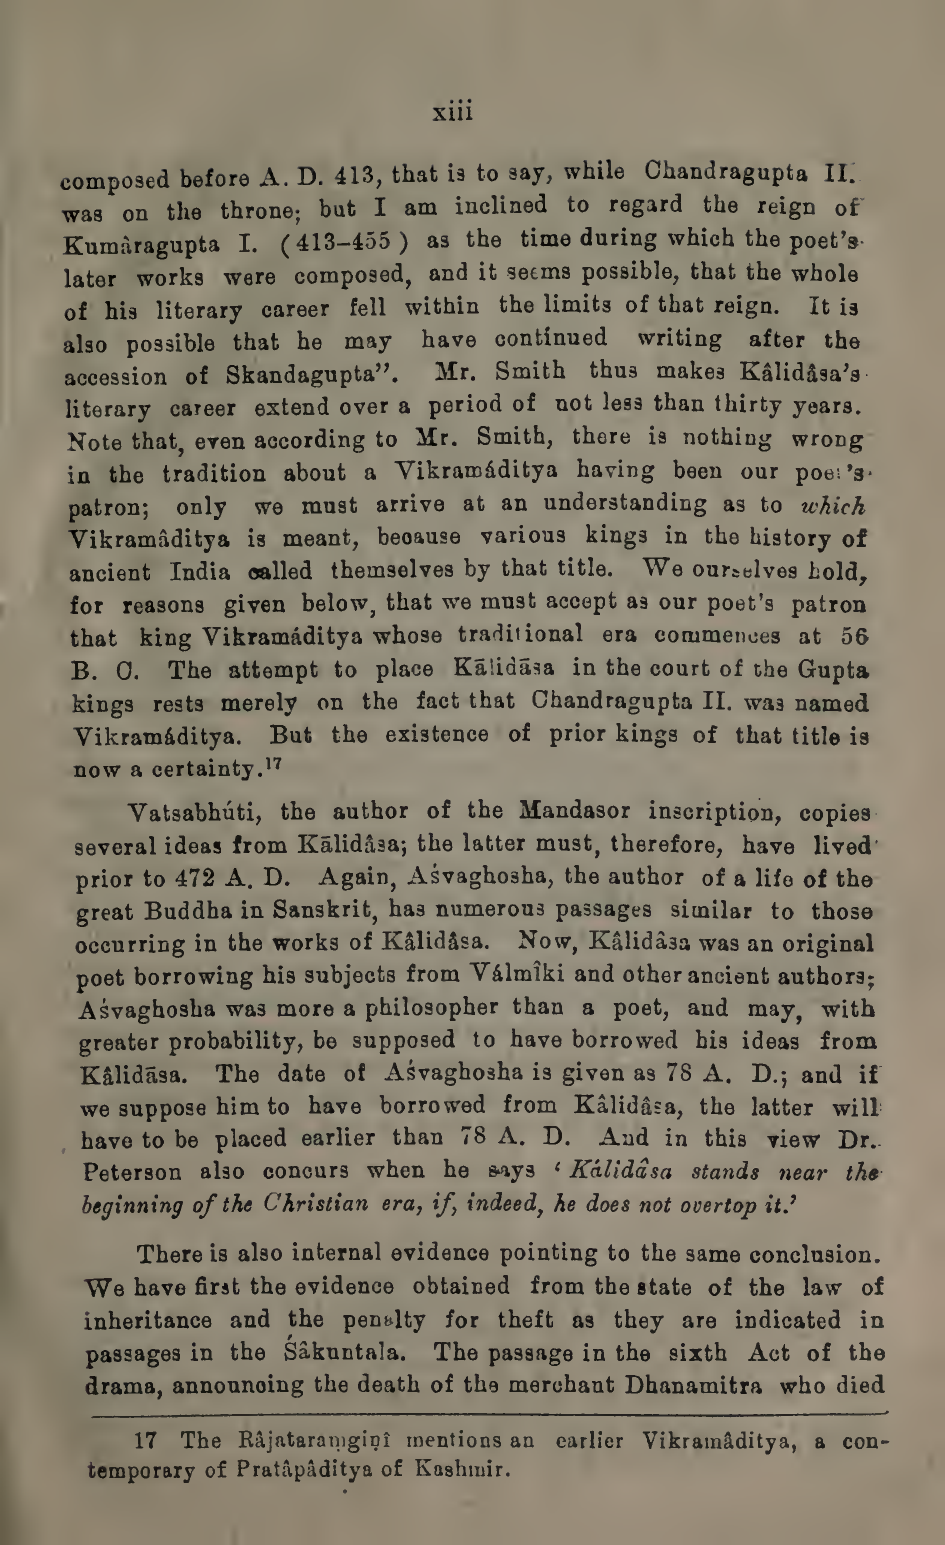 xiii
composed before A. D. 413, that is to say, while Chandragupta II.
was on the throne; but I am inclined to regard the reign of
Kumâragupta I. (413–455) as the time during which the poet's
later works were composed, and it seems possible, that the whole
of his literary career fell within the limits of that reign. It is
also possible that he may have continued writing after the
accession of Skandagupta”. Mr. Smith thus makes Kâlidâsa's
literary career extend over a period of not less than thirty years.
Note that, even according to Mr. Smith, there is nothing wrong
in the tradition about a Vikramáditya having been our poet's
patron; only we must arrive at an understanding as to which
Vikramâditya is meant, because various kings in the history of
ancient India called themselves by that title. We ourselves hold,
for reasons given below, that we must accept as our poet's patron
that king Vikramáditya whose traditional era commences at 56
B. C. The attempt to place Kālidāsa in the court of the Gupta
kings rests merely on the fact that Chandragupta II. was named
Vikramáditya. But the existence of prior kings of that title is
now a certainty.17
Vatsabhúti, the author of the Mandasor inscription, copies
several ideas from Kālidâsa; the latter must, therefore, have lived
prior to 472 A. D. Again, Aśvaghosha, the author of a life of the
great Buddha in Sanskrit, has numerous passages similar to those
occurring in the works of Kâlidâsa. Now, Kâlidâsa was an original
poet borrowing his subjects from Válmîki and other ancient authors;
Aśvaghosha was more a philosopher than a poet, and may, with
greater probability, be supposed to have borrowed his ideas from
Kâlidāsa. The date of Aśvaghosha is given as 78 A. D.; and if
we suppose him to have borrowed from Kâlidâsa, the latter will
have to be placed earlier than 78 A. D. And in this view Dr.
Peterson also concurs when he says ‘Kálidâsa stands near the
beginning of the Christian era, if, indeed, he does not overtop it.’
There is also internal evidence pointing to the same conclusion.
We have first the evidence obtained from the state of the law of
inheritance and the penalty for theft as they are indicated in
passages in the Śâkuntala. The passage in the sixth Act of the
drama, announcing the death of the merchant Dhanamitra who died
17 The Râjataraṃgiṇî mentions an earlier Vikramâditya, a con-
temporary of Pratâpâditya of Kashmir.